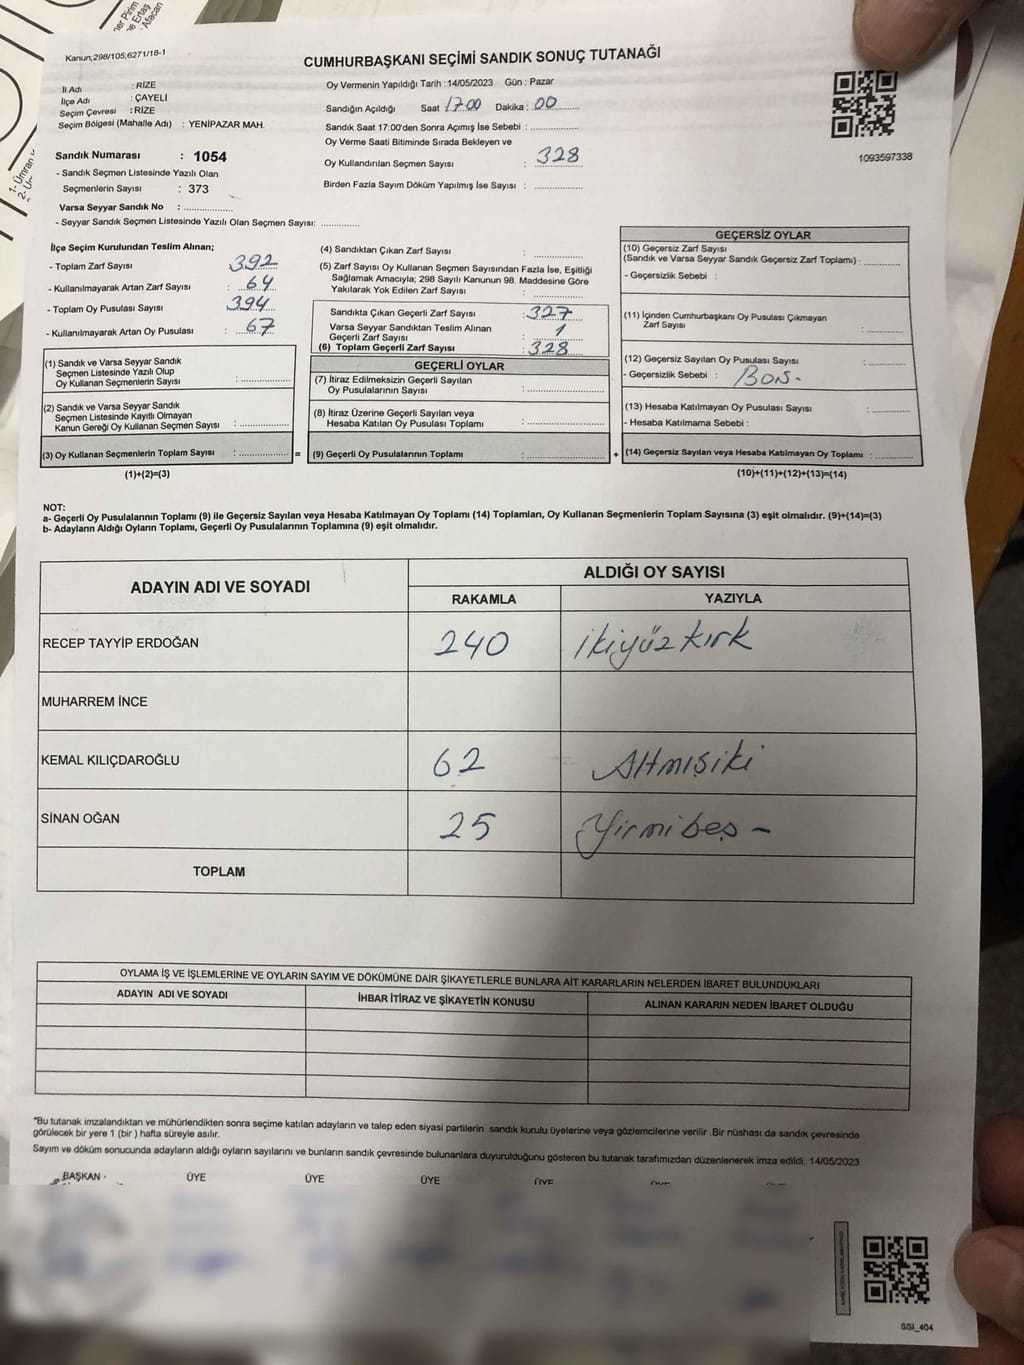 Kanun;298/105;6271/18-1
CUMHURBAŞKANI SEÇİMİ SANDIK SONUÇ TUTANAĞI
İl Adı : RİZE
İlçe Adı : ÇAYELİ
Seçim Çevresi : RİZE
Seçim Bölgesi (Mahalle Adı) : YENİPAZAR MAH.
Oy Vermenin Yapıldığı Tarih : 14/05/2023 Gün : Pazar
Sandığın Açıldığı Saat 17.00 Dakika : 00
Sandık Saat 17:00'den Sonra Açımış İse Sebebi :
Oy Verme Saati Bitiminde Sırada Bekleyen ve
Oy Kullandırılan Seçmen Sayısı : 328
Birden Fazla Sayım Döküm Yapılmış İse Sayısı :
1093597338
Sandık Numarası : 1054
- Sandık Seçmen Listesinde Yazılı Olan
Seçmenlerin Sayısı : 373
Varsa Seyyar Sandık No :
- Seyyar Sandık Seçmen Listesinde Yazılı Olan Seçmen Sayısı:
İlçe Seçim Kurulundan Teslim Alınan;
- Toplam Zarf Sayısı 392
- Kullanılmayarak Artan Zarf Sayısı : 64
- Toplam Oy Pusulası Sayısı 394
- Kullanılmayarak Artan Oy Pusulası : 67
(1) Sandık ve Varsa Seyyar Sandık
Seçmen Listesinde Yazılı Olup
Oy Kullanan Seçmenlerin Sayısı :
(2) Sandık ve Varsa Seyyar Sandık
Seçmen Listesinde Kayıtlı Olmayan
Kanun Gereği Oy Kullanan Seçmen Sayısı :
(3) Oy Kullanan Seçmenlerin Toplam Sayısı : =
(1)+(2)=(3)
(4) Sandıktan Çıkan Zarf Sayısı :
(5) Zarf Sayısı Oy Kullanan Seçmen Sayısından Fazla İse, Eşitliği
Sağlamak Amacıyla; 298 Sayılı Kanunun 98. Maddesine Göre
Yakılarak Yok Edilen Zarf Sayısı :
Sandıkta Çıkan Geçerli Zarf Sayısı : 327
Varsa Seyyar Sandıktan Teslim Alınan
Geçerli Zarf Sayısı : 1
(6) Toplam Geçerli Zarf Sayısı : 328
GEÇERLİ OYLAR
(7) İtiraz Edilmeksizin Geçerli Sayılan
Oy Pusulalarının Sayısı :
(8) İtiraz Üzerine Geçerli Sayılan veya
Hesaba Katılan Oy Pusulası Toplamı :
(9) Geçerli Oy Pusulalarının Toplamı : +
GEÇERSİZ OYLAR
(10) Geçersiz Zarf Sayısı
(Sandık ve Varsa Seyyar Sandık Geçersiz Zarf Toplamı) :
- Geçersizlik Sebebi :
(11) İçinden Cumhurbaşkanı Oy Pusulası Çıkmayan
Zarf Sayısı :
(12) Geçersiz Sayılan Oy Pusulası Sayısı :
- Geçersizlik Sebebi : BOŞ.
(13) Hesaba Katılmayan Oy Pusulası Sayısı :
- Hesaba Katılmama Sebebi :
(14) Geçersiz Sayılan veya Hesaba Katılmayan Oy Toplamı :
(10)+(11)+(12)+(13)=(14)
NOT:
a- Geçerli Oy Pusulalarının Toplamı (9) ile Geçersiz Sayılan veya Hesaba Katılmayan Oy Toplamı (14) Toplamları, Oy Kullanan Seçmenlerin Toplam Sayısına (3) eşit olmalıdır. (9)+(14)=(3)
b- Adayların Aldığı Oyların Toplamı, Geçerli Oy Pusulalarının Toplamına (9) eşit olmalıdır.
ADAYIN ADI VE SOYADI
ALDIĞI OY SAYISI
RAKAMLA YAZIYLA
RECEP TAYYİP ERDOĞAN 240 ikiyüzkırk
MUHARREM İNCE
KEMAL KILIÇDAROĞLU 62 Altmışiki
SİNAN OĞAN 25 Yirmibeş -
TOPLAM
OYLAMA İŞ VE İŞLEMLERİNE VE OYLARIN SAYIM VE DÖKÜMÜNE DAİR ŞİKAYETLERLE BUNLARA AİT KARARLARIN NELERDEN İBARET BULUNDUKLARI
ADAYIN ADI VE SOYADI İHBAR İTİRAZ VE ŞİKAYETİN KONUSU ALINAN KARARIN NEDEN İBARET OLDUĞU
*Bu tutanak imzalandıktan ve mühürlendikten sonra seçime katılan adayların ve talep eden siyasi partilerin sandık kurulu üyelerine veya gözlemcilerine verilir .Bir nüshası da sandık çevresinde
görülecek bir yere 1 (bir ) hafta süreyle asılır.
Sayım ve döküm sonucunda adayların aldığı oyların sayılarını ve bunların sandık çevresinde bulunanlara duyurulduğunu gösteren bu tutanak tarafımızdan düzenlenerek imza edildi. 14/05/2023
BAŞKAN ÜYE ÜYE ÜYE ÜYE
SSI_404